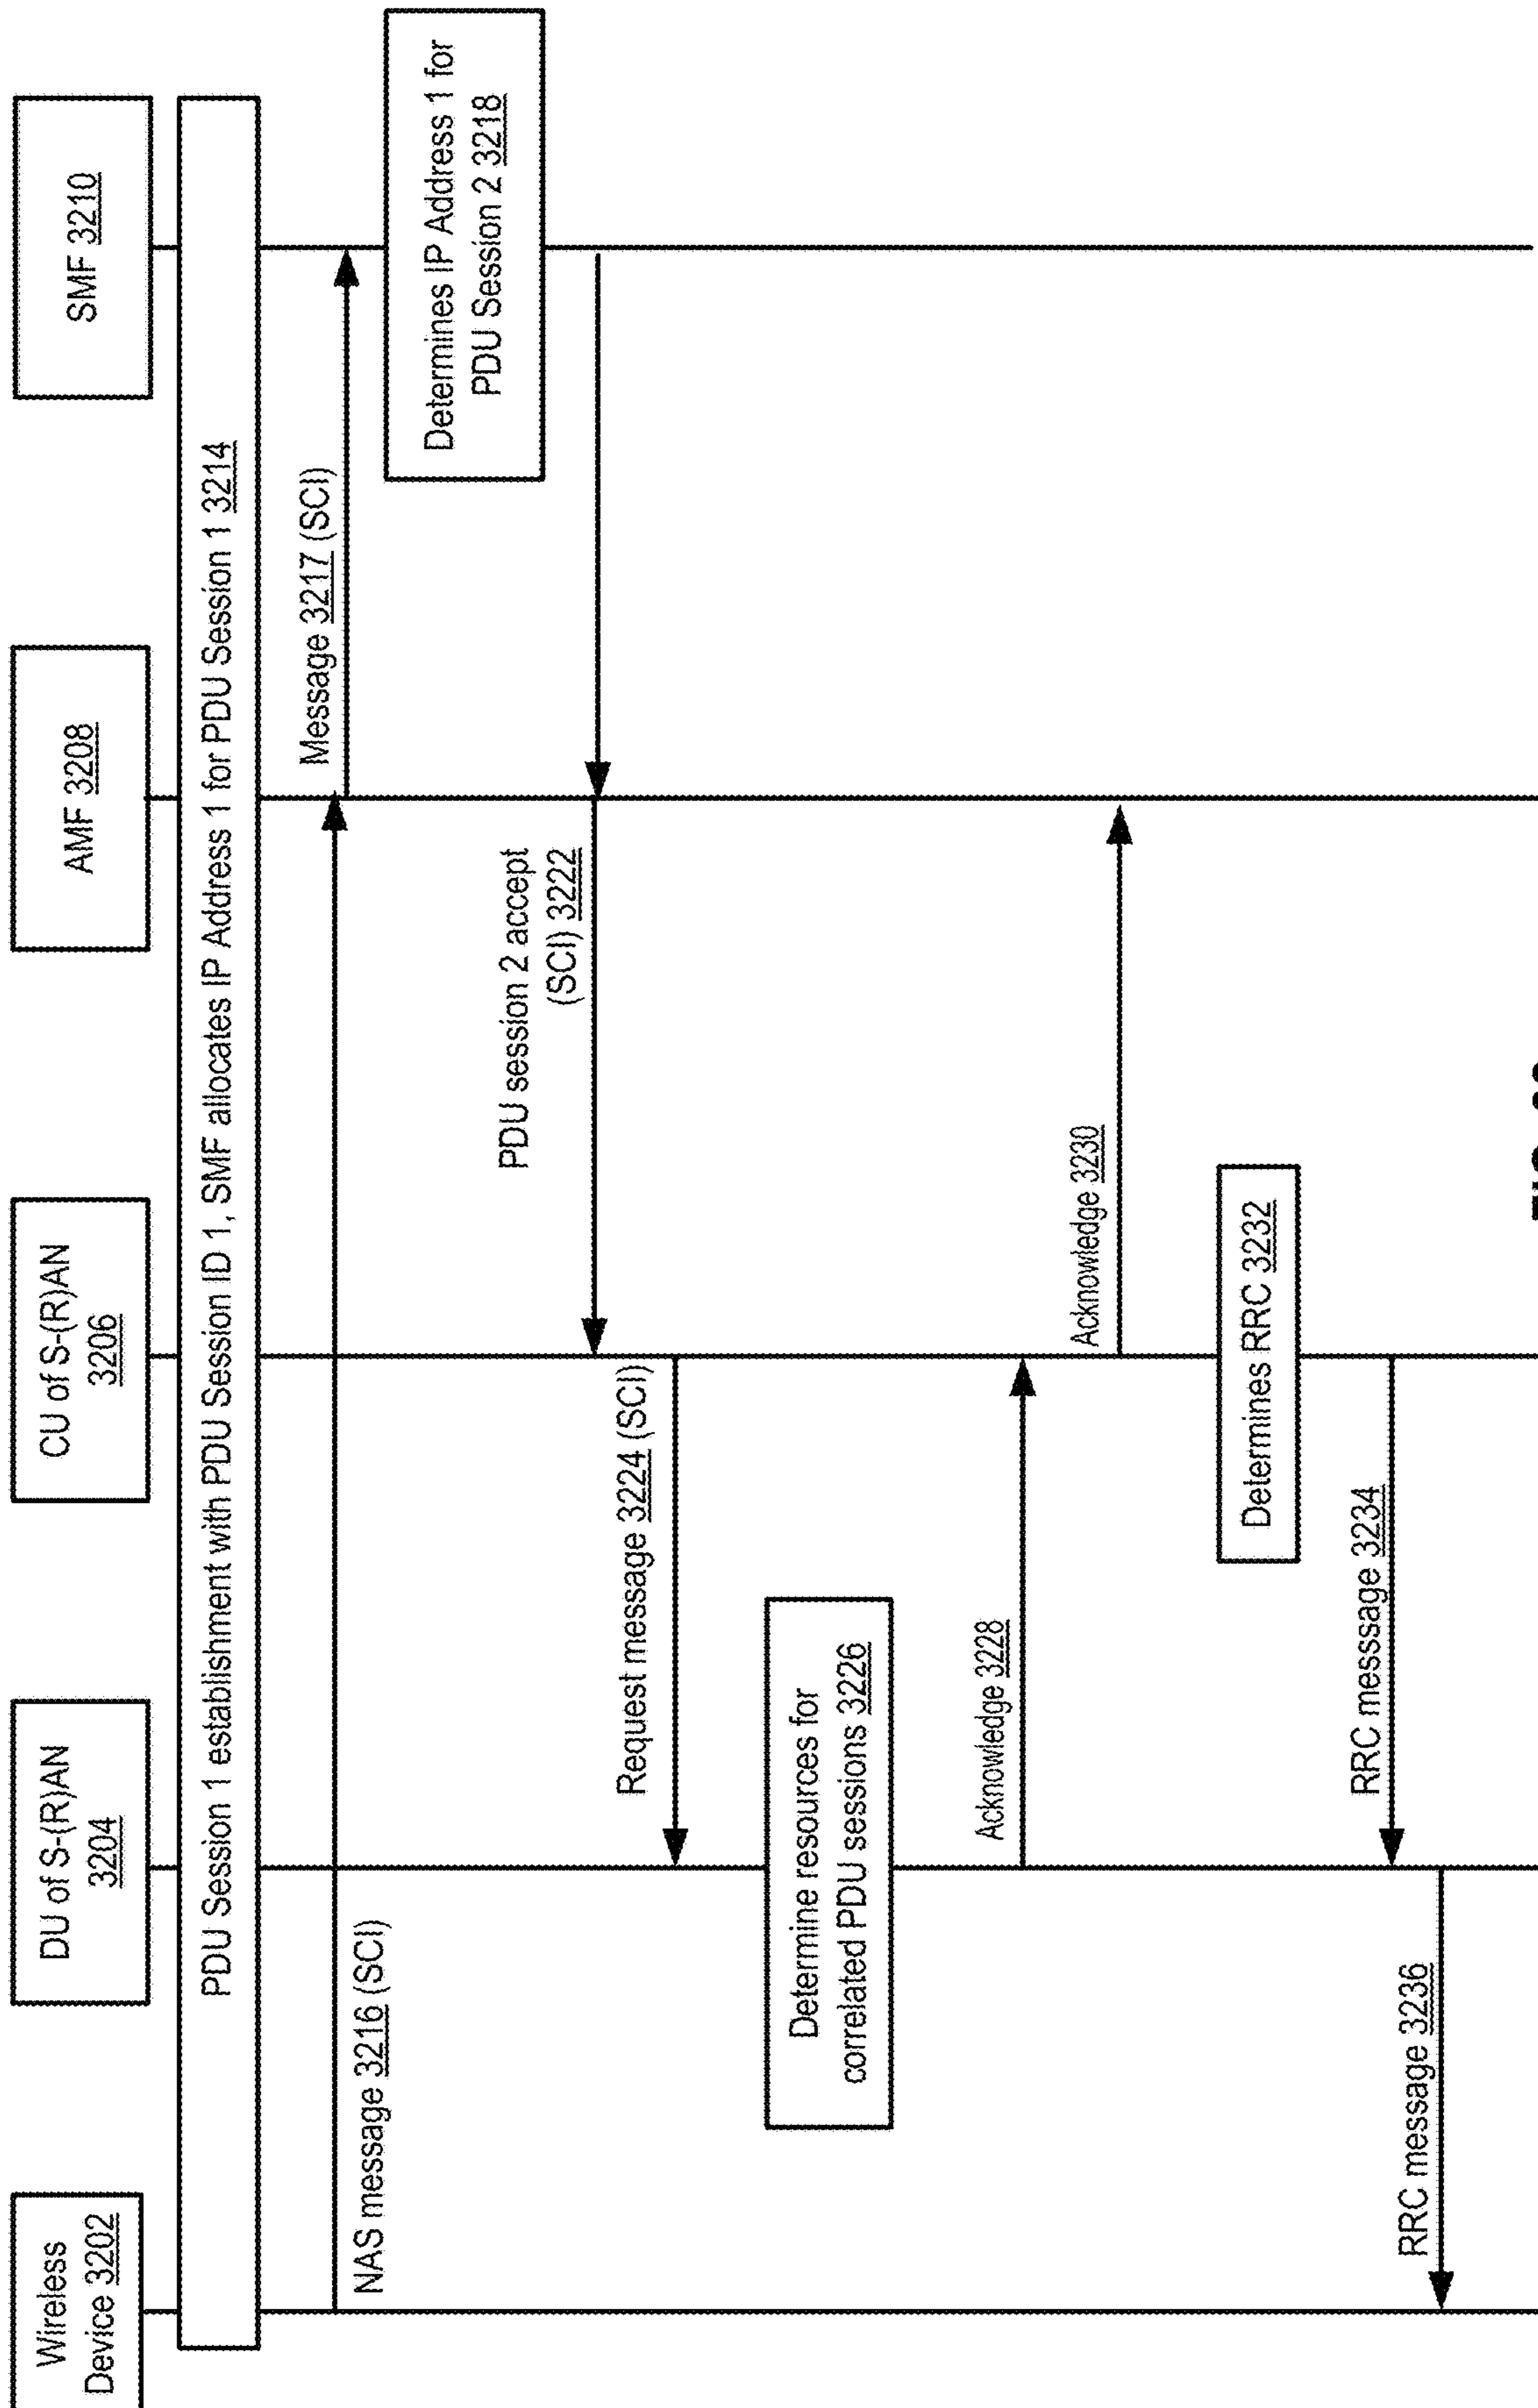 Wireless
Device 3202
DU of S-(R)AN
3204
CU of S-(R)AN
3206
AMF 3208
SMF 3210
PDU Session 1 establishment with PDU Session ID 1, SMF allocates IP Address 1 for PDU Session 1 3214
NAS message 3216 (SCI)
Message 3217 (SCI)
Determines IP Address 1 for
PDU Session 2 3218
PDU session 2 accept
(SCI) 3222
Request message 3224 (SCI)
Determine resources for
correlated PDU sessions 3226
Acknowledge 3228
Acknowledge 3230
Determines RRC 3232
RRC message 3234
RRC message 3236